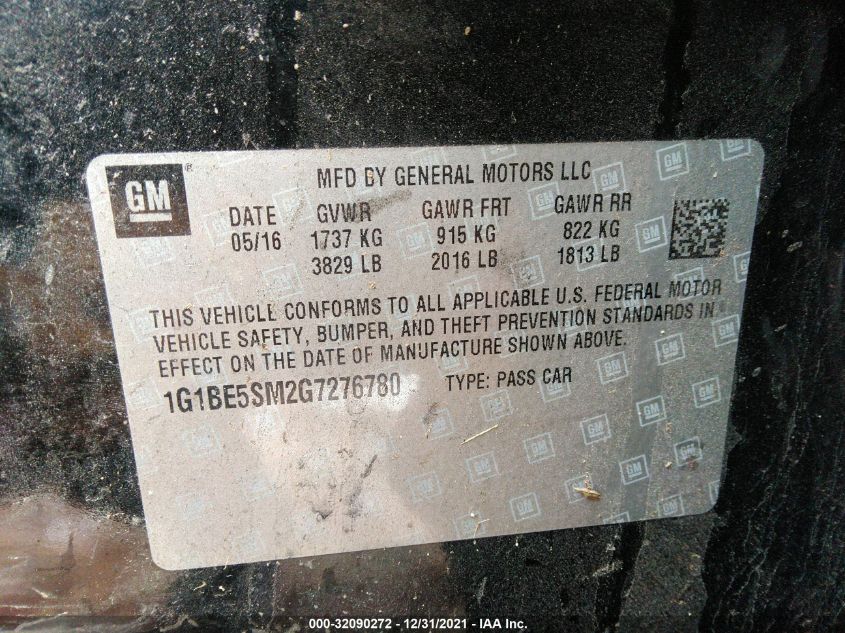 GM ®
MFD BY GENERAL MOTORS LLC
DATE GVWR GAWR FRT GAWR RR
05/16 1737 KG 915 KG 822 KG
3829 LB 2016 LB 1813 LB
THIS VEHICLE CONFORMS TO ALL APPLICABLE U.S. FEDERAL MOTOR
VEHICLE SAFETY, BUMPER, AND THEFT PREVENTION STANDARDS IN
EFFECT ON THE DATE OF MANUFACTURE SHOWN ABOVE.
1G1BE5SM2G7276780 TYPE: PASS CAR
000-32090272 - 12/31/2021 - IAA Inc.